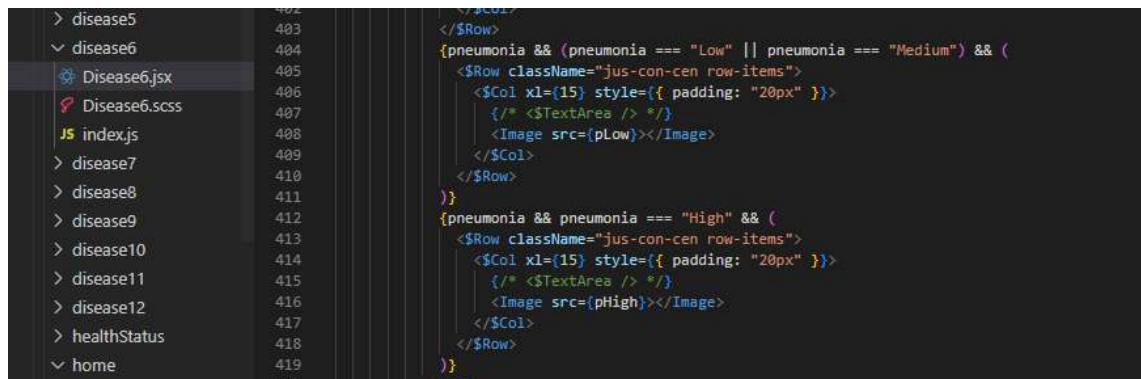 disease5
disease6
Disease6.jsx
Disease6.scss
JS index.js
disease7
disease8
disease9
disease10
disease11
disease12
healthStatus
home
402 </$Col>
403 </$Row>
404 {pneumonia && (pneumonia === "Low" || pneumonia === "Medium") && (
405 <$Row className="jus-con-cen row-items">
406 <$Col xl={15} style={{ padding: "20px" }}>
407 {/* <$TextArea /> */}
408 <Image src={pLow}></Image>
409 </$Col>
410 </$Row>
411 )}
412 {pneumonia && pneumonia === "High" && (
413 <$Row className="jus-con-cen row-items">
414 <$Col xl={15} style={{ padding: "20px" }}>
415 {/* <$TextArea /> */}
416 <Image src={pHigh}></Image>
417 </$Col>
418 </$Row>
419 )}